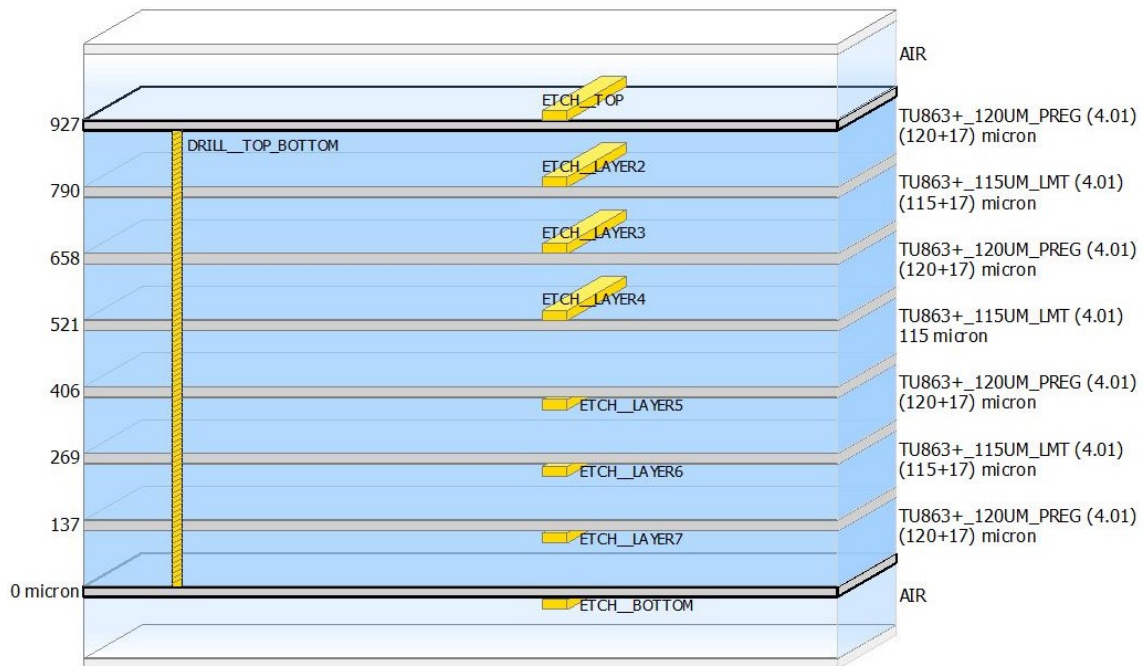 AIR
ETCH__TOP
927
TU863+_120UM_PREG (4.01)
(120+17) micron
DRILL__TOP_BOTTOM
ETCH__LAYER2
790
TU863+_115UM_LMT (4.01)
(115+17) micron
ETCH__LAYER3
658
TU863+_120UM_PREG (4.01)
(120+17) micron
ETCH__LAYER4
521
TU863+_115UM_LMT (4.01)
115 micron
406
ETCH__LAYER5
TU863+_120UM_PREG (4.01)
(120+17) micron
269
ETCH__LAYER6
TU863+_115UM_LMT (4.01)
(115+17) micron
137
ETCH__LAYER7
TU863+_120UM_PREG (4.01)
(120+17) micron
0 micron
ETCH__BOTTOM
AIR